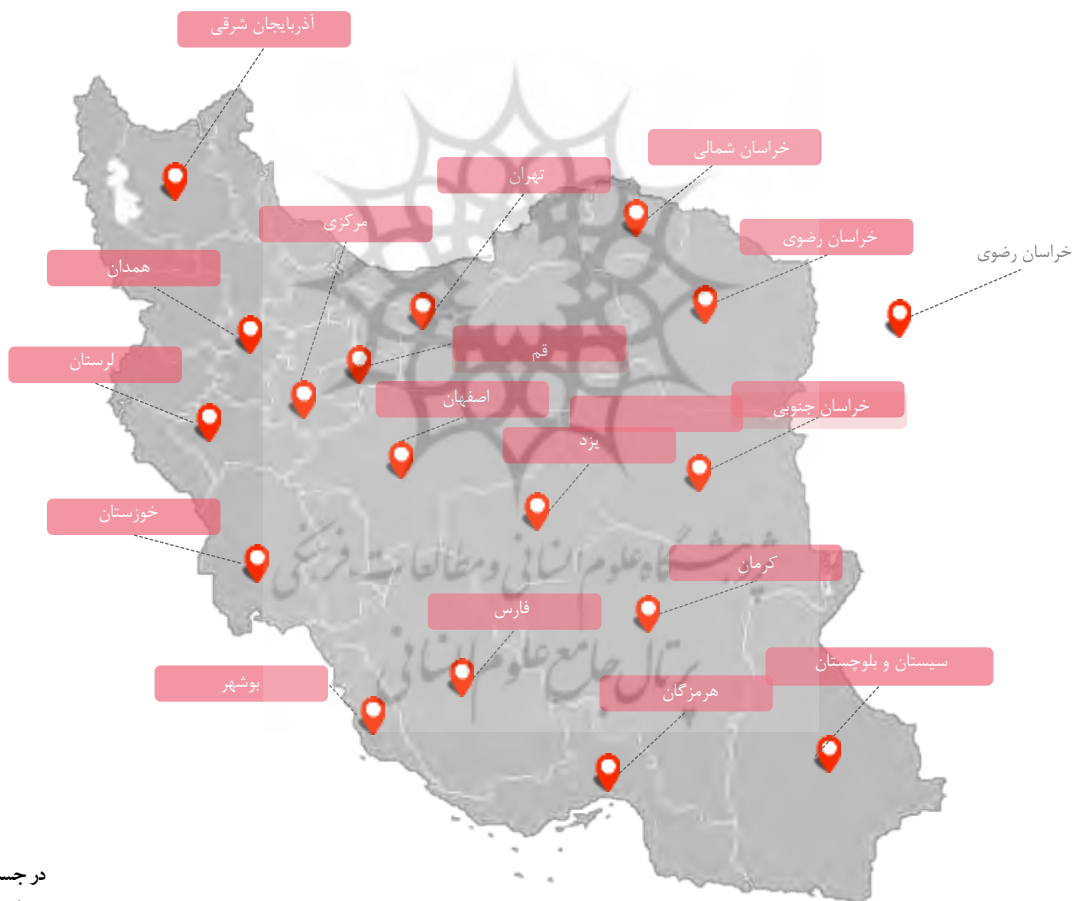 آذربایجان شرقی
خراسان شمالی
تهران
مرکزی
خراسان رضوی
خراسان رضوی
همدان
قم
لرستان
اصفهان
خراسان جنوبی
یزد
خوزستان
پژوهشگاه علوم انسانی و مطالعات فرهنگی
کرمان
فارس
پرتال جامع علوم انسانی
سیستان و بلوچستان
بوشهر
هرمزگان
در